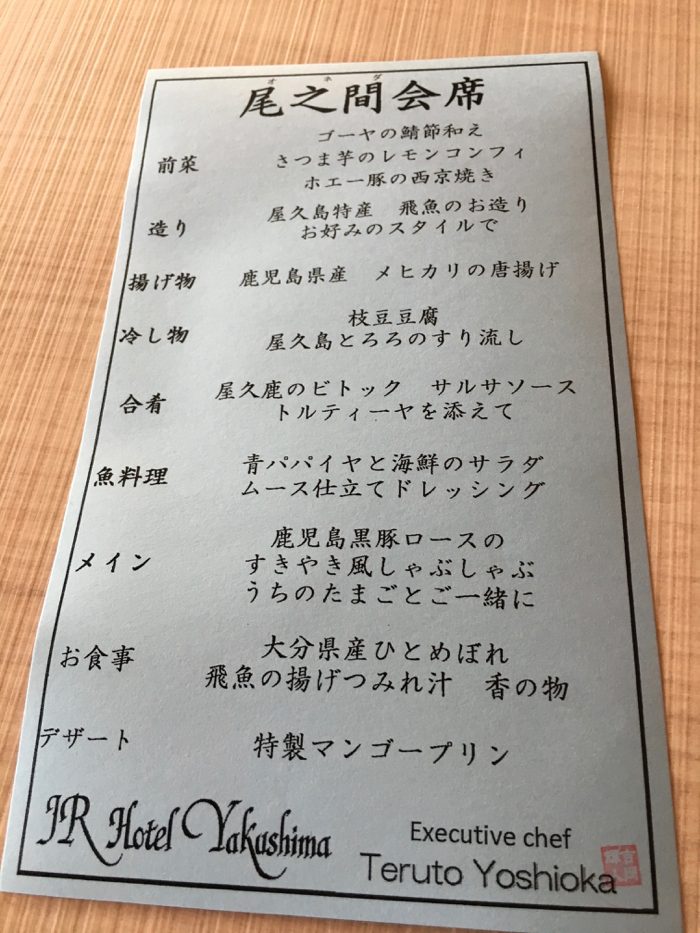 オネダ
尾之間会席
ゴーヤの鯖節和え
前菜 さつま芋のレモンコンフィ
ホエー豚の西京焼き
造り 屋久島特産 飛魚のお造り
お好みのスタイルで
揚げ物 鹿児島県産 メヒカリの唐揚げ
冷し物 枝豆豆腐
屋久島とろろのすり流し
合肴 屋久鹿のビトック サルサソース
トルティーヤを添えて
魚料理 青パパイヤと海鮮のサラダ
ムース仕立てドレッシング
鹿児島黒豚ロースの
メイン すきやき風しゃぶしゃぶ
うちのたまごとご一緒に
お食事 大分県産ひとめぼれ
飛魚の揚げつみれ汁 香の物
デザート 特製マンゴープリン
JR Hotel Yakushima
Executive chef
Teruto Yoshioka